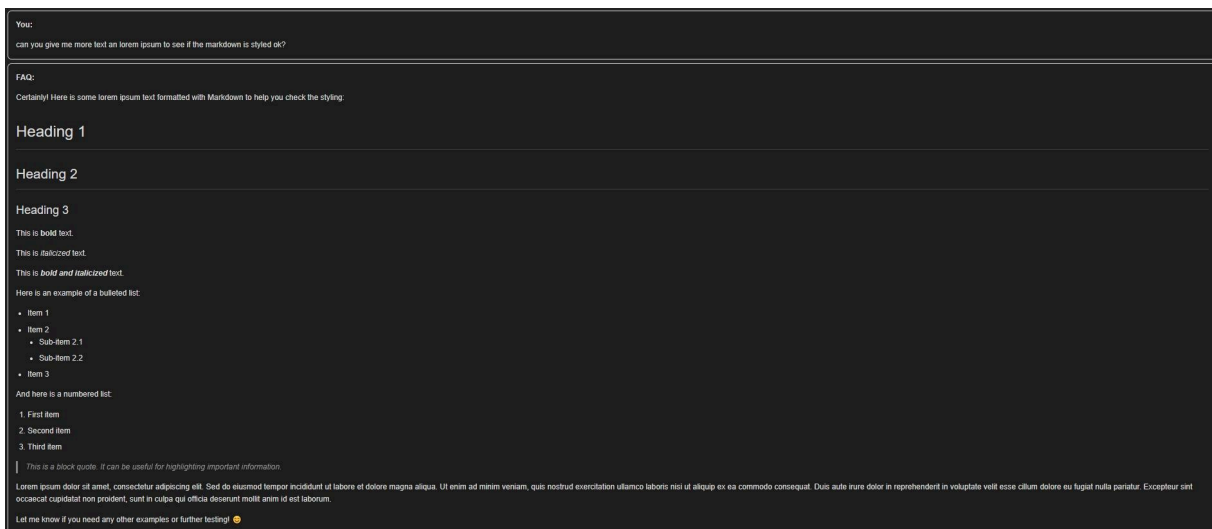 You:
can you give me more text an lorem ipsum to see if the markdown is styled ok?
FAQ:
Certainly! Here is some lorem ipsum text formatted with Markdown to help you check the styling:
Heading 1
Heading 2
Heading 3
This is bold text.
This is italicized text.
This is bold and italicized text.
Here is an example of a bulleted list:
• Item 1
• Item 2
• Sub-item 2.1
• Sub-item 2.2
• Item 3
And here is a numbered list:
1. First item
2. Second item
3. Third item
This is a block quote. It can be useful for highlighting important information.
Lorem ipsum dolor sit amet, consectetur adipiscing elit. Sed do eiusmod tempor incididunt ut labore et dolore magna aliqua. Ut enim ad minim veniam, quis nostrud exercitation ullamco laboris nisi ut aliquip ex ea commodo consequat. Duis aute irure dolor in reprehenderit in voluptate velit esse cillum dolore eu fugiat nulla pariatur. Excepteur sint
occaecat cupidatat non proident, sunt in culpa qui officia deserunt mollit anim id est laborum.
Let me know if you need any other examples or further testing! 😊